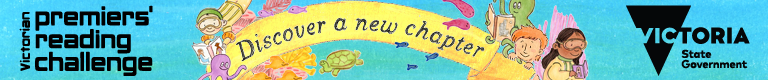 Victorian
premiers'
reading
challenge
Discover a new chapter
VICTORIA
State
Government